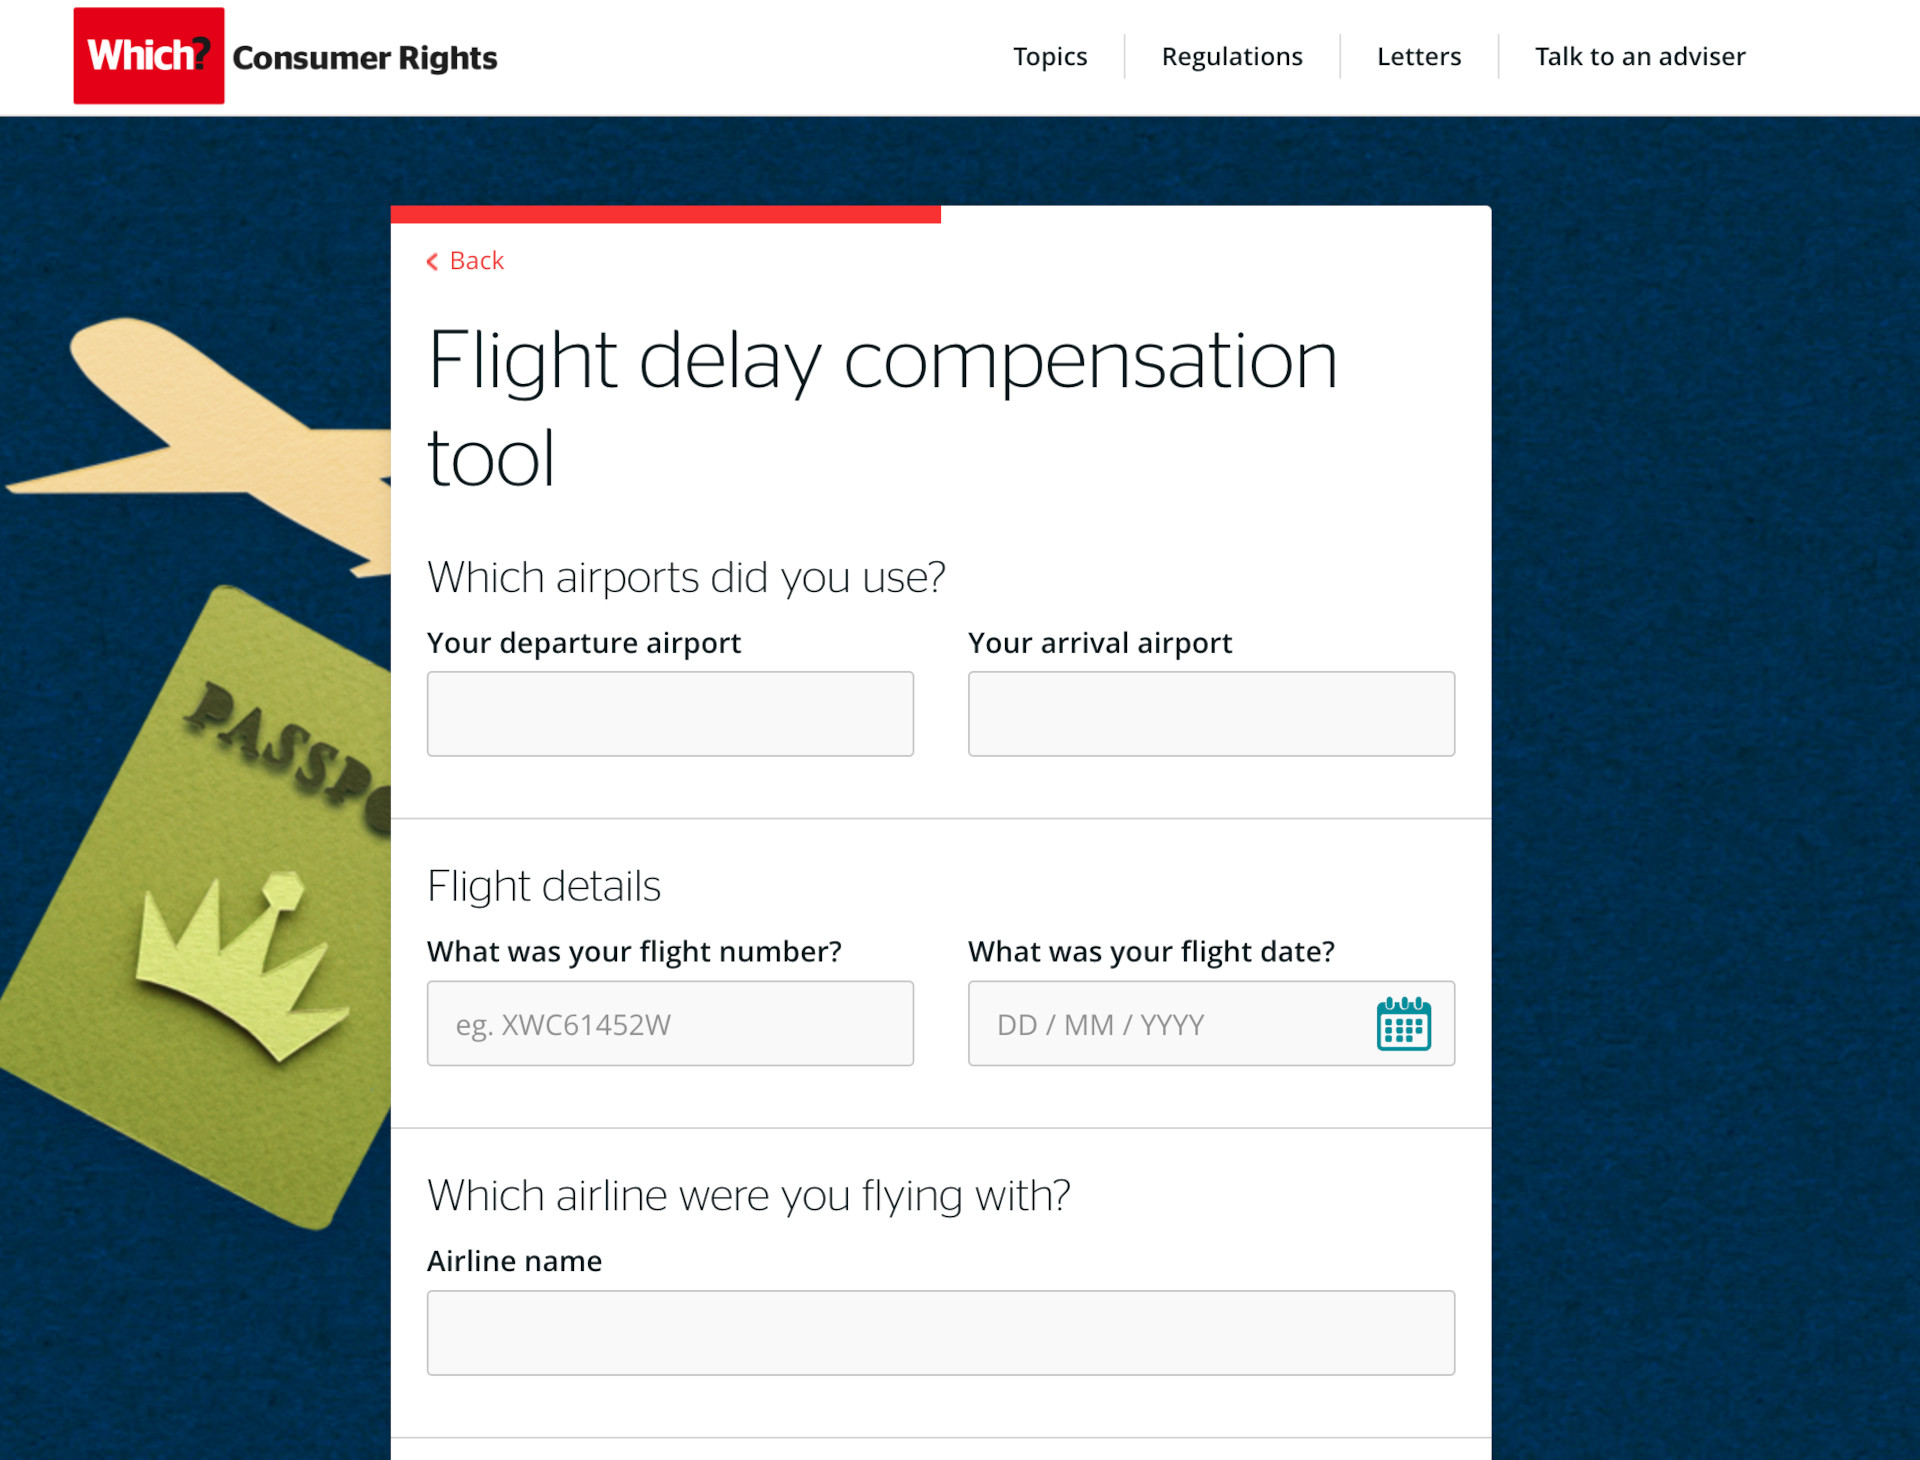 Which? Consumer Rights
Topics
Regulations
Letters
Talk to an adviser
Back
Flight delay compensation
tool
Which airports did you use?
Your departure airport
Your arrival airport
PASSPO
Flight details
What was your flight number?
What was your flight date?
eg. XWC61452W
DD / MM / YYYY
Which airline were you flying with?
Airline name